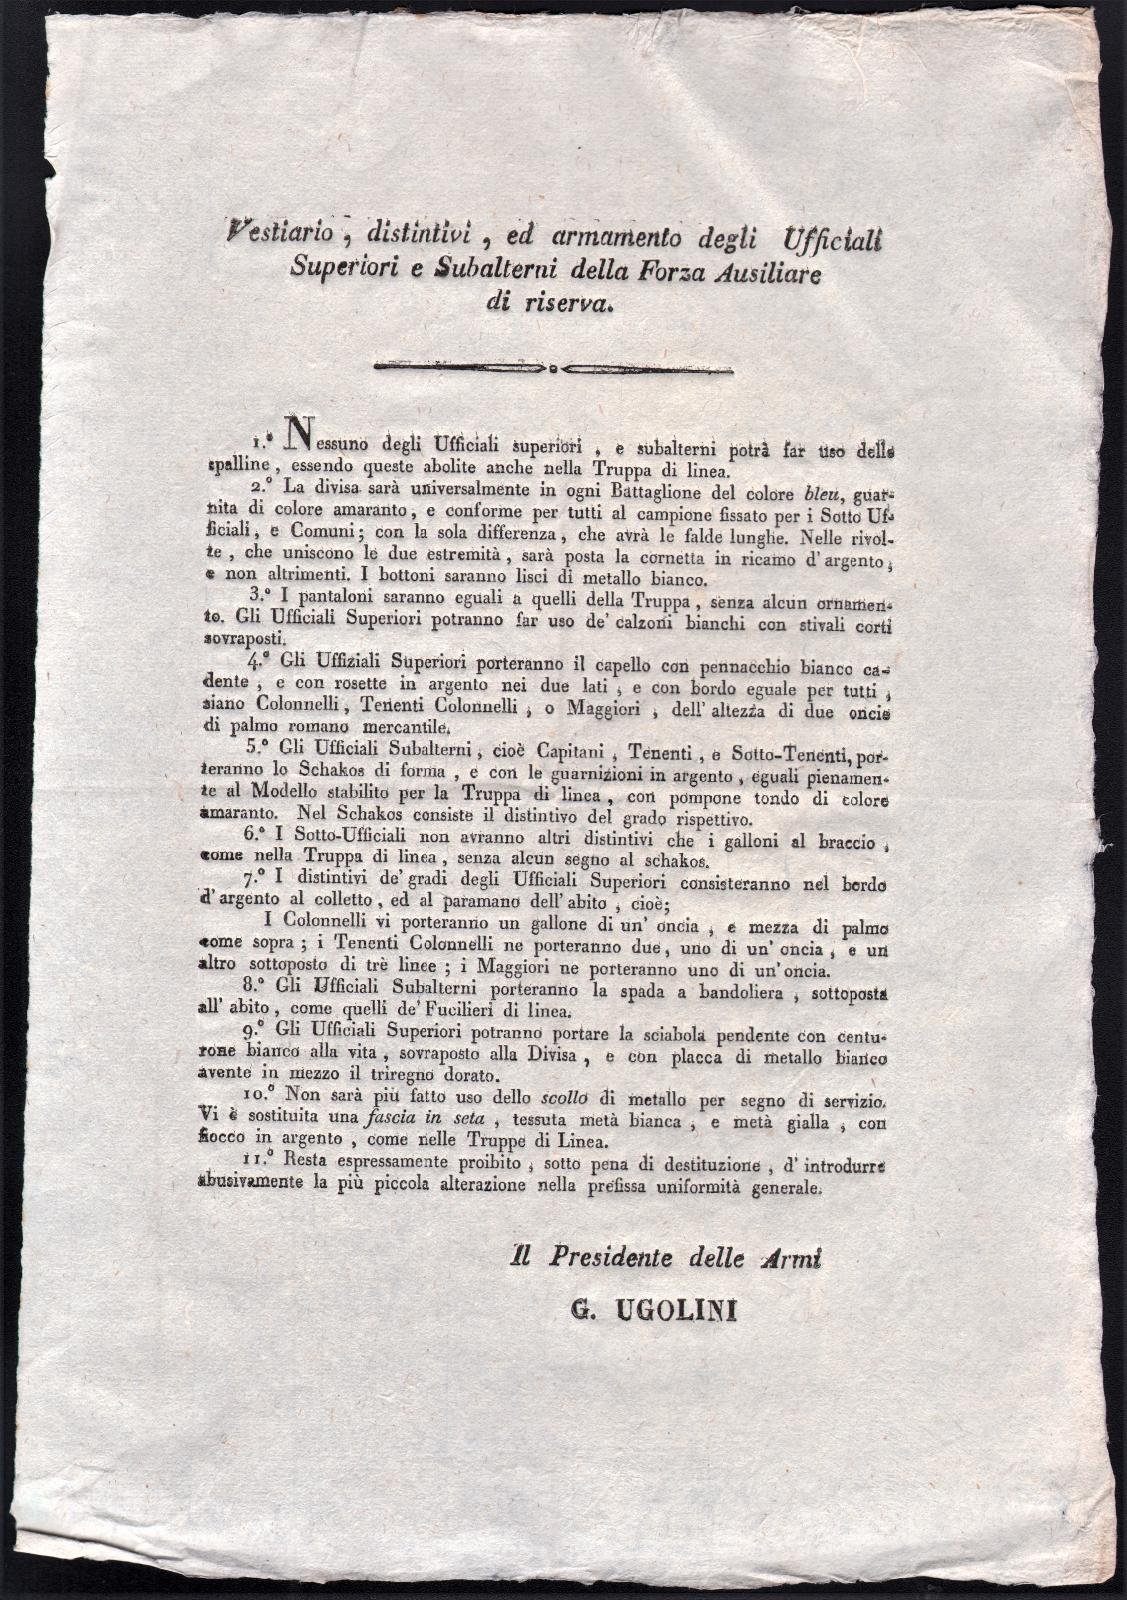 Vestiario , distintivi , ed armamento degli Ufficiali
Superiori e Subalterni della Forza Ausiliare
di riserva.
1.° Nessuno degli Ufficiali superiori , e subalterni potrà far uso delle
spalline , essendo queste abolite anche nella Truppa di linea.
2.° La divisa sarà universalmente in ogni Battaglione del colore bleu, guar-
nita di colore amaranto, e conforme per tutti al campione fissato per i Sotto Uf-
ficiali, e Comuni; con la sola differenza, che avrà le falde lunghe. Nelle rivol-
te , che uniscono le due estremità , sarà posta la cornetta in ricamo d' argento,
e non altrimenti. I bottoni saranno lisci di metallo bianco.
3.° I pantaloni saranno eguali a quelli della Truppa, senza alcun ornamen-
to. Gli Ufficiali Superiori potranno far uso de' calzoni bianchi con stivali corti
sovraposti.
4.° Gli Uffiziali Superiori porteranno il capello con pennacchio bianco ca-
dente , e con rosette in argento nei due lati , e con bordo eguale per tutti ,
siano Colonnelli, Tenenti Colonnelli , o Maggiori , dell' altezza di due oncie
di palmo romano mercantile.
5.° Gli Ufficiali Subalterni, cioè Capitani, Tenenti, e Sotto-Tenenti, por-
teranno lo Schakos di forma , e con le guarnizioni in argento , eguali pienamen-
te al Modello stabilito per la Truppa di linea , con pompone tondo di colore
amaranto. Nel Schakos consiste il distintivo del grado rispettivo.
6.° I Sotto-Ufficiali non avranno altri distintivi che i galloni al braccio ,
come nella Truppa di linea, senza alcun segno al schakos.
7.° I distintivi de' gradi degli Ufficiali Superiori consisteranno nel bordo
d'argento al colletto, ed al paramano dell'abito , cioè;
I Colonnelli vi porteranno un gallone di un' oncia , e mezza di palmo
come sopra ; i Tenenti Colonnelli ne porteranno due, uno di un' oncia , e un
altro sottoposto di trè linee ; i Maggiori ne porteranno uno di un'oncia.
8.° Gli Ufficiali Subalterni porteranno la spada a bandoliera , sottoposta
all' abito , come quelli de' Fucilieri di linea.
9.° Gli Ufficiali Superiori potranno portare la sciabola pendente con centu-
rone bianco alla vita , sovraposto alla Divisa , e con placca di metallo bianco
avente in mezzo il triregno dorato.
10.° Non sarà più fatto uso dello scollo di metallo per segno di servizio.
Vi è sostituita una fascia in seta , tessuta metà bianca , e metà gialla , con
fiocco in argento , come nelle Truppe di Linea.
11.° Resta espressamente proibito , sotto pena di destituzione , d' introdurre
abusivamente la più piccola alterazione nella prefissa uniformità generale.
Il Presidente delle Armi
G. UGOLINI